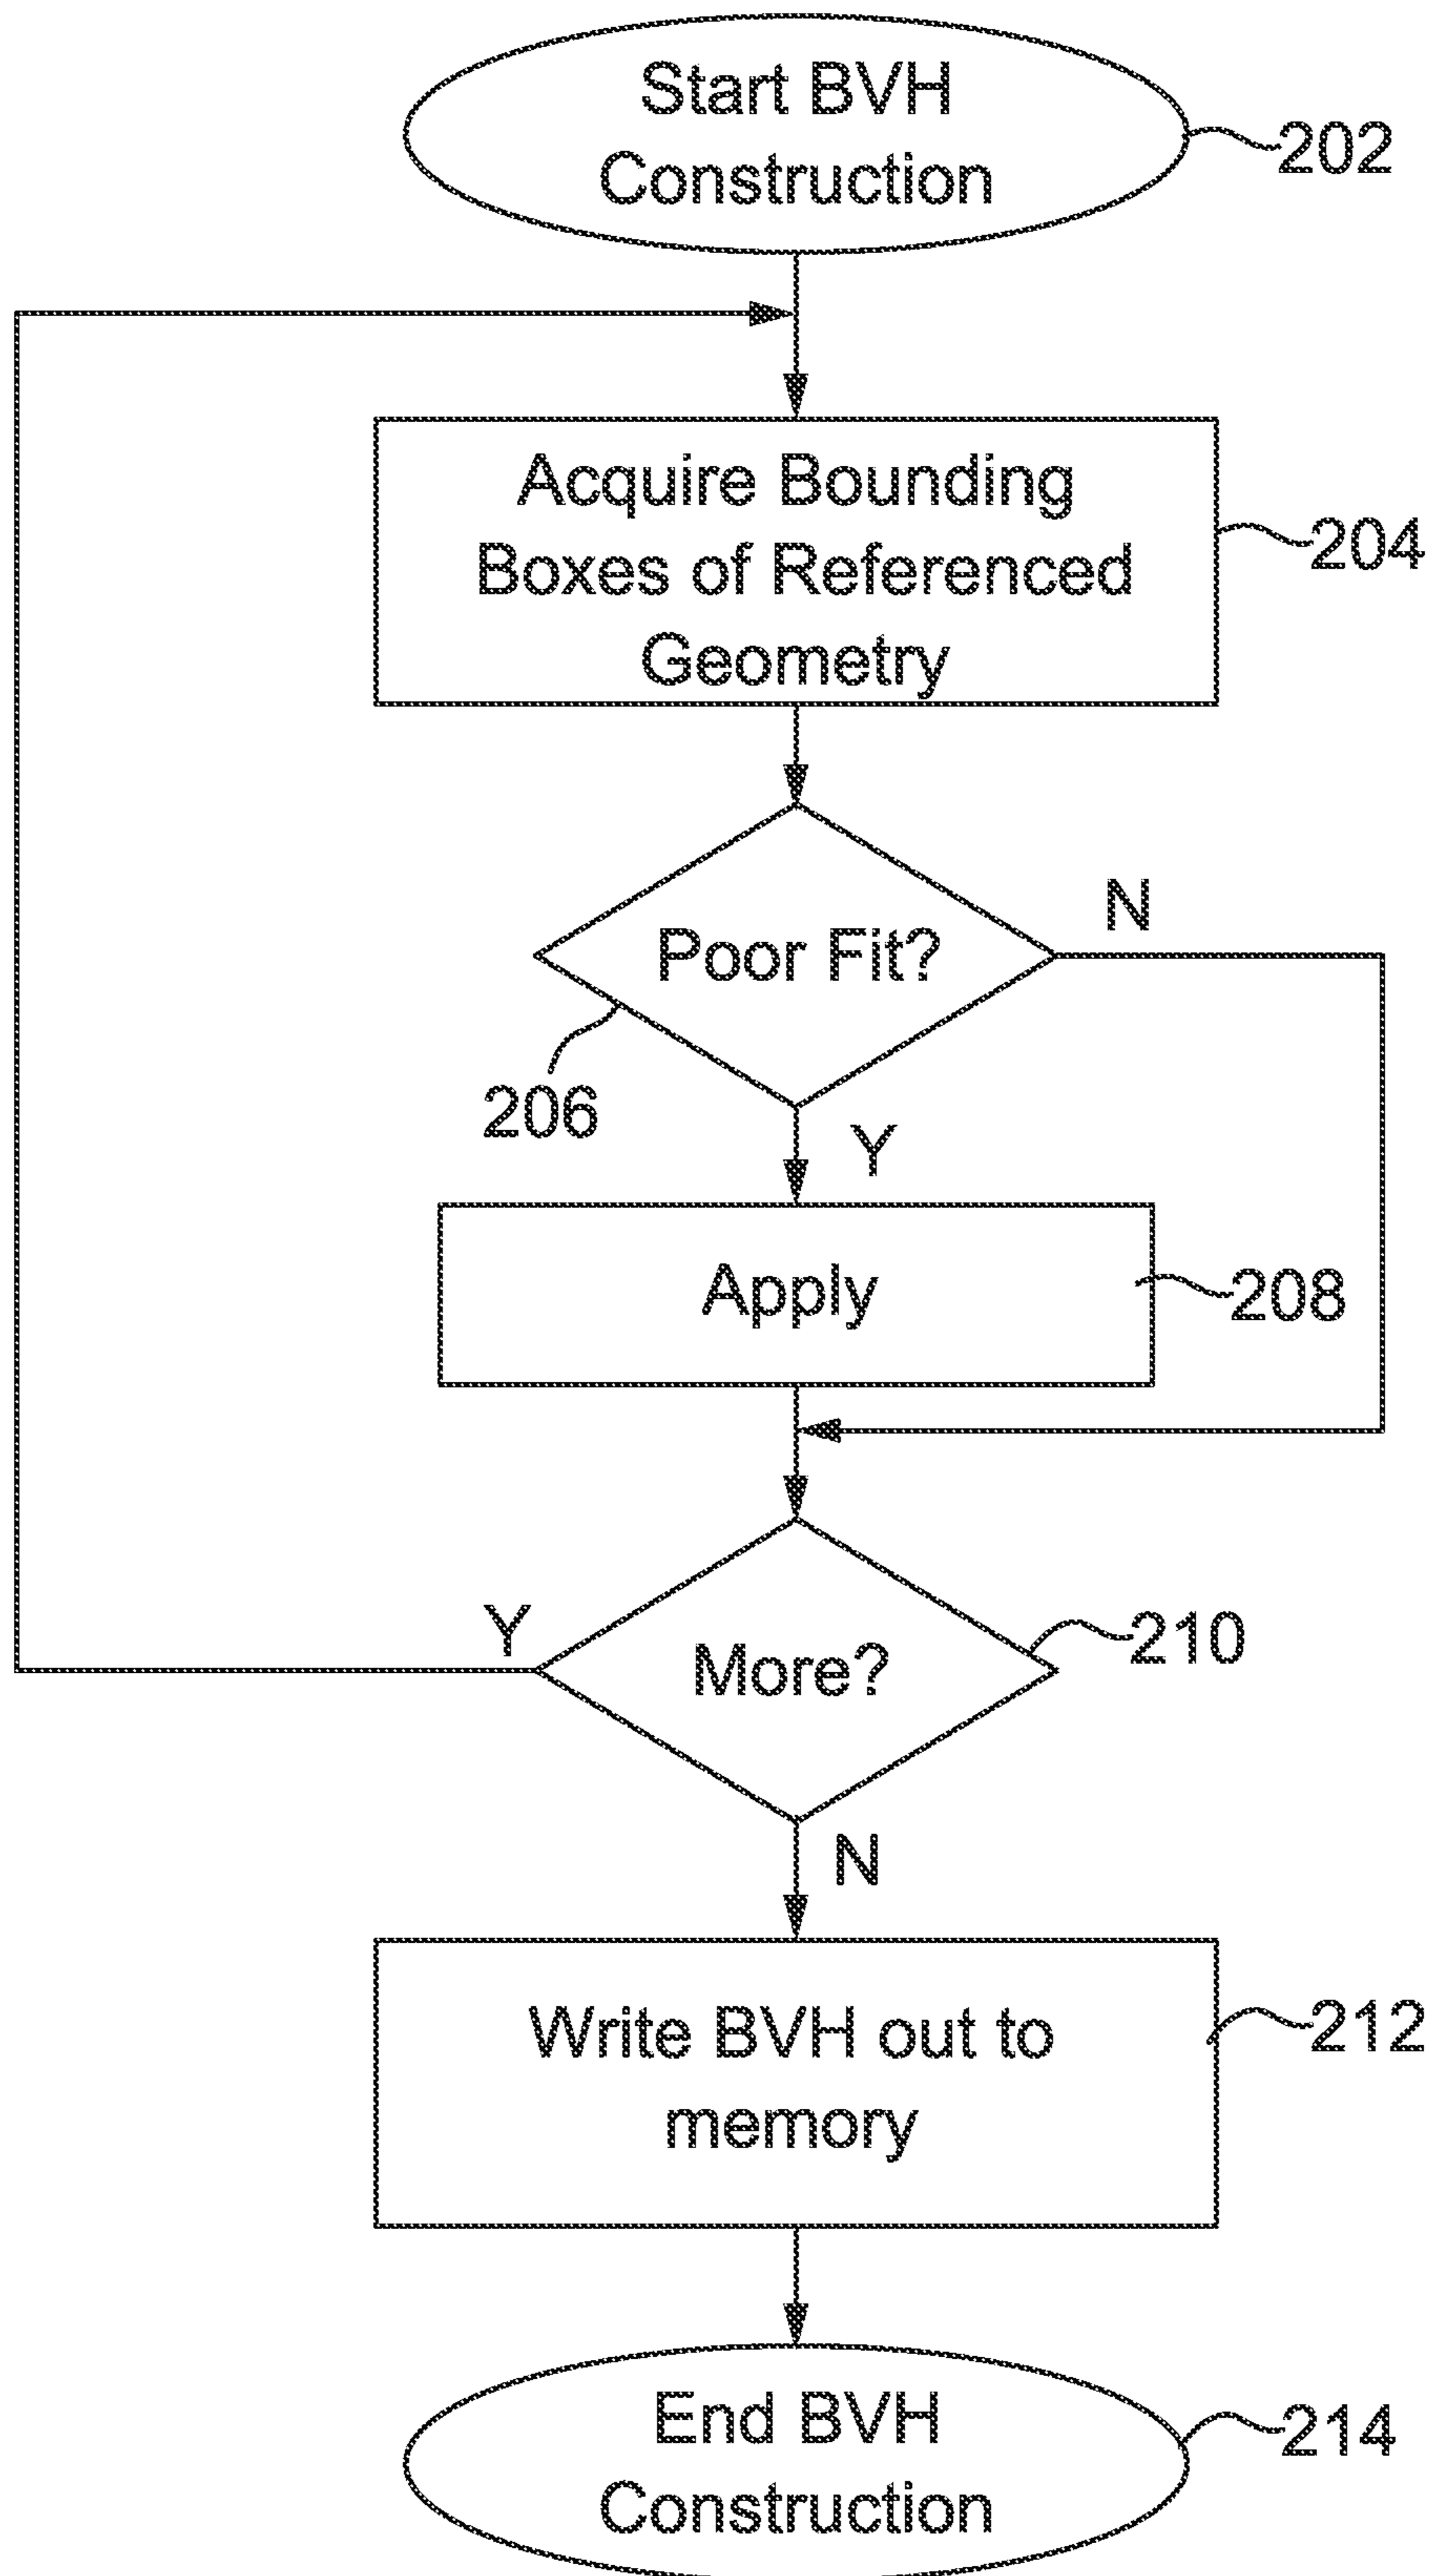 Start BVH
Construction
202
Acquire Bounding
Boxes of Referenced
Geometry
204
Poor Fit?
N
206
Y
Apply
208
Y
More?
210
N
Write BVH out to
memory
212
End BVH
Construction
214